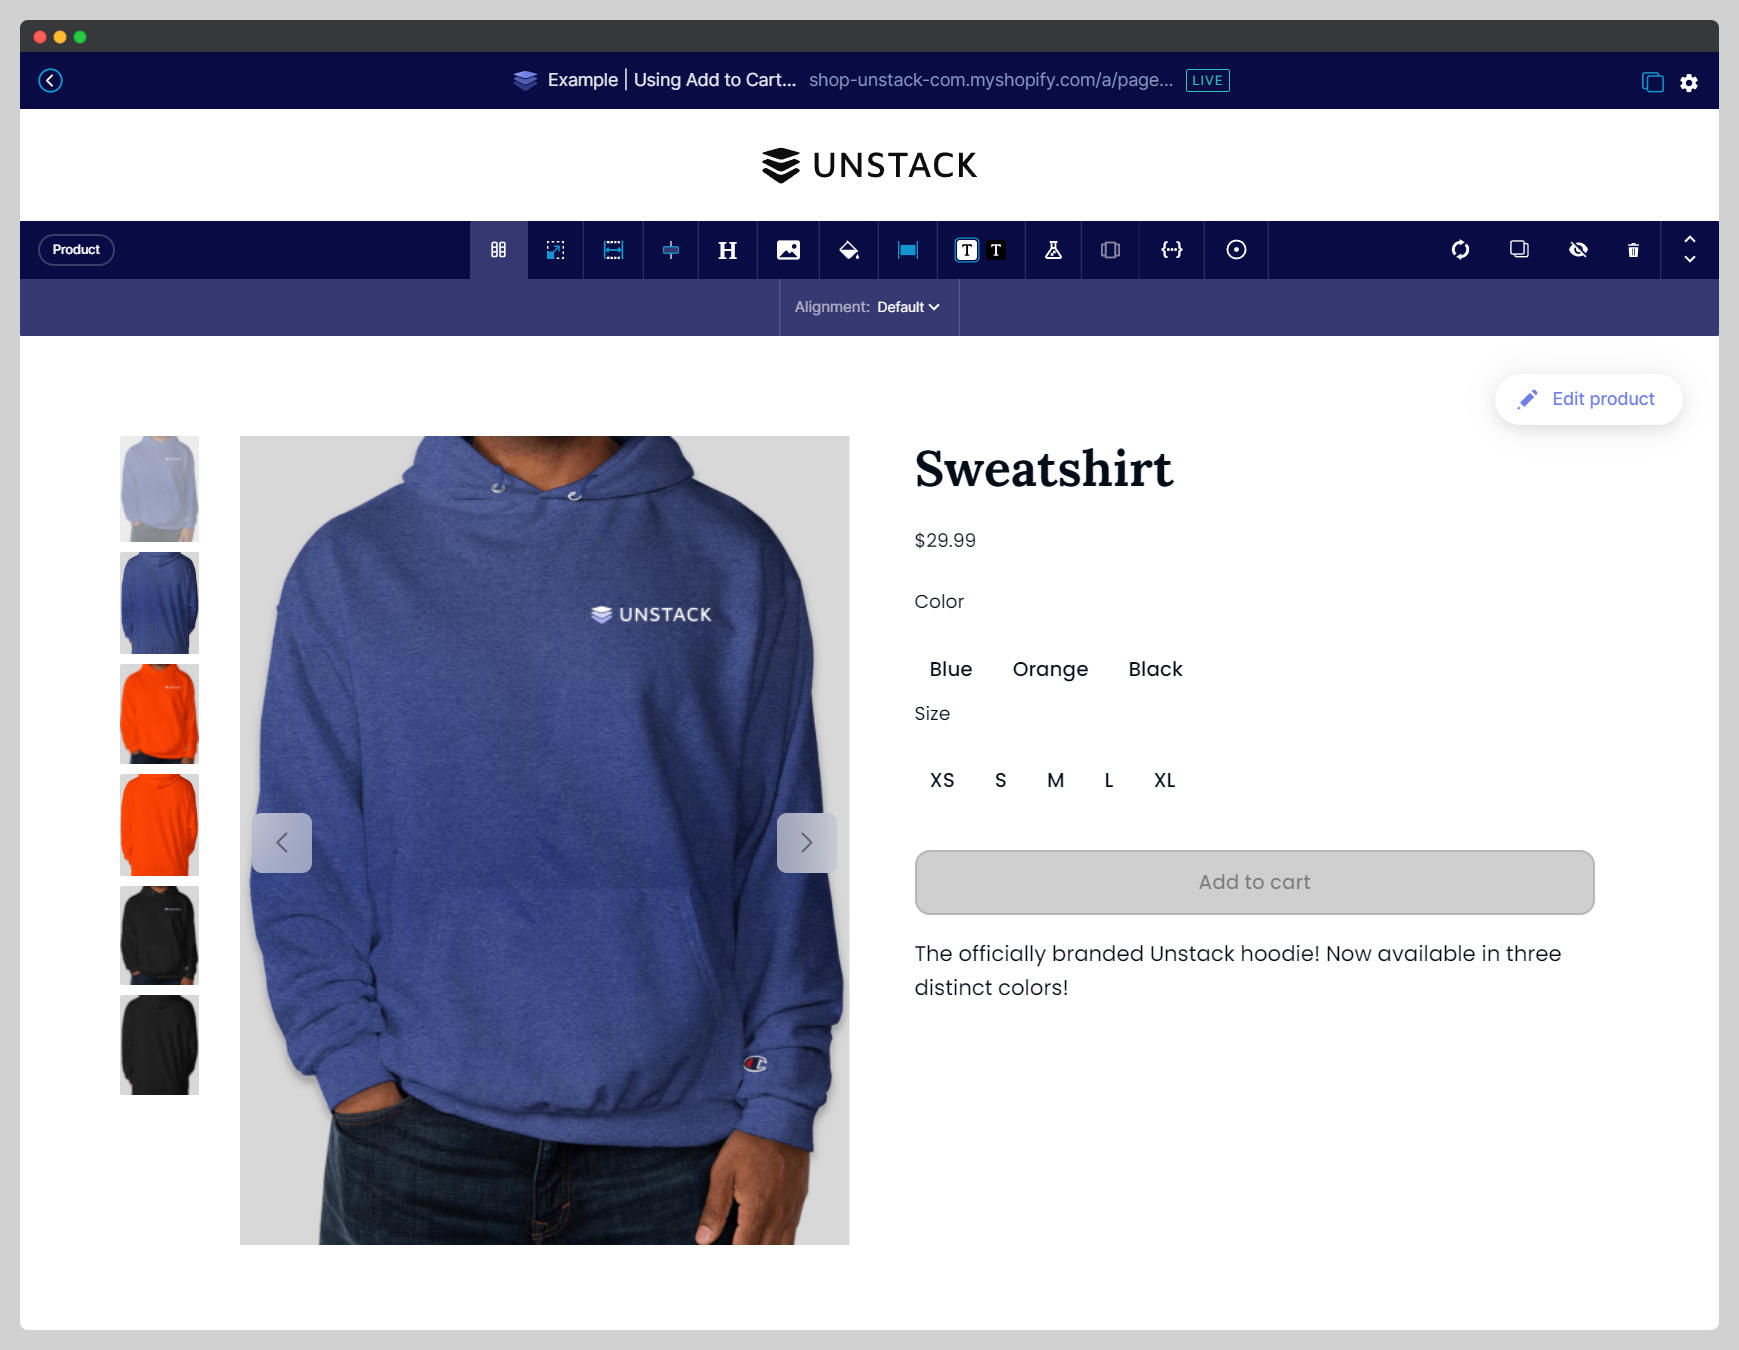 Example | Using Add to Cart... shop-unstack-com.myshopify.com/a/page... LIVE
UNSTACK
Product
H
T T
Alignment: Default
Edit product
Sweatshirt
$29.99
Color
Blue Orange Black
Size
XS S M L XL
Add to cart
The officially branded Unstack hoodie! Now available in three
distinct colors!
UNSTACK